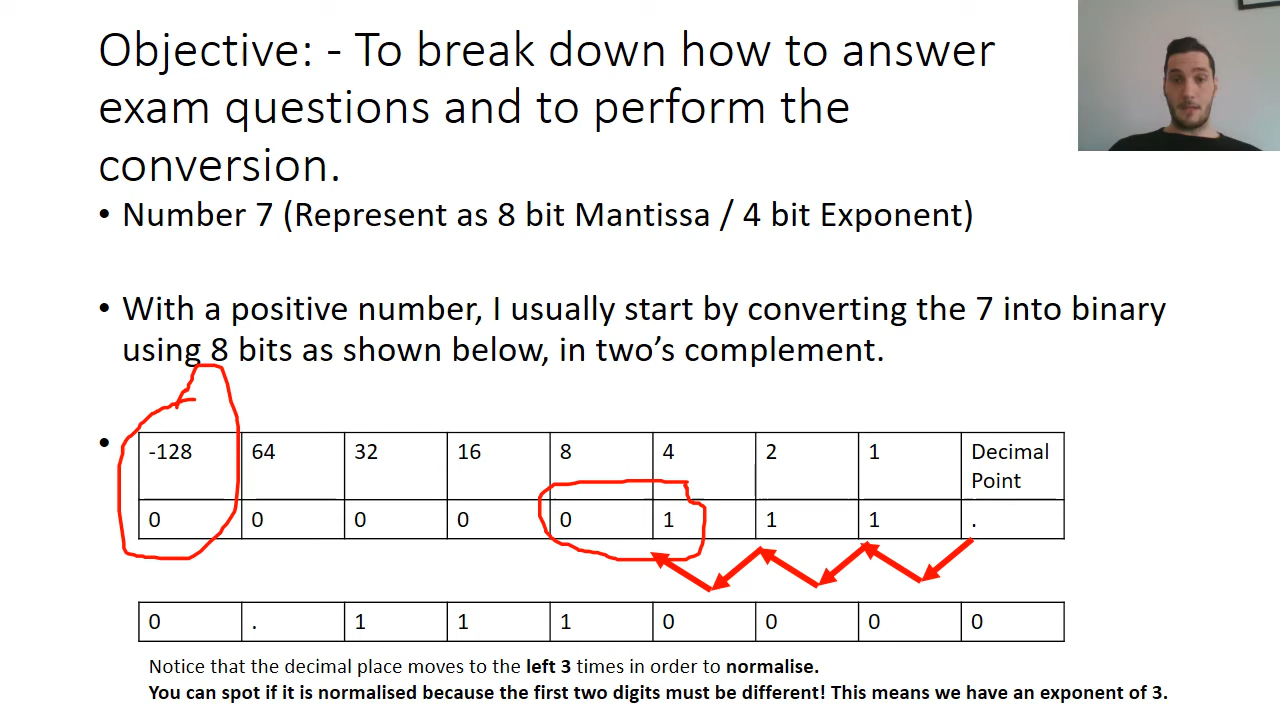 Objective: - To break down how to answer
exam questions and to perform the
conversion.
• Number 7 (Represent as 8 bit Mantissa / 4 bit Exponent)
• With a positive number, I usually start by converting the 7 into binary
using 8 bits as shown below, in two’s complement.
• -128 64 32 16 8 4 2 1 Decimal
Point
0 0 0 0 0 1 1 1 .
0 . 1 1 1 0 0 0 0
Notice that the decimal place moves to the left 3 times in order to normalise.
You can spot if it is normalised because the first two digits must be different! This means we have an exponent of 3.